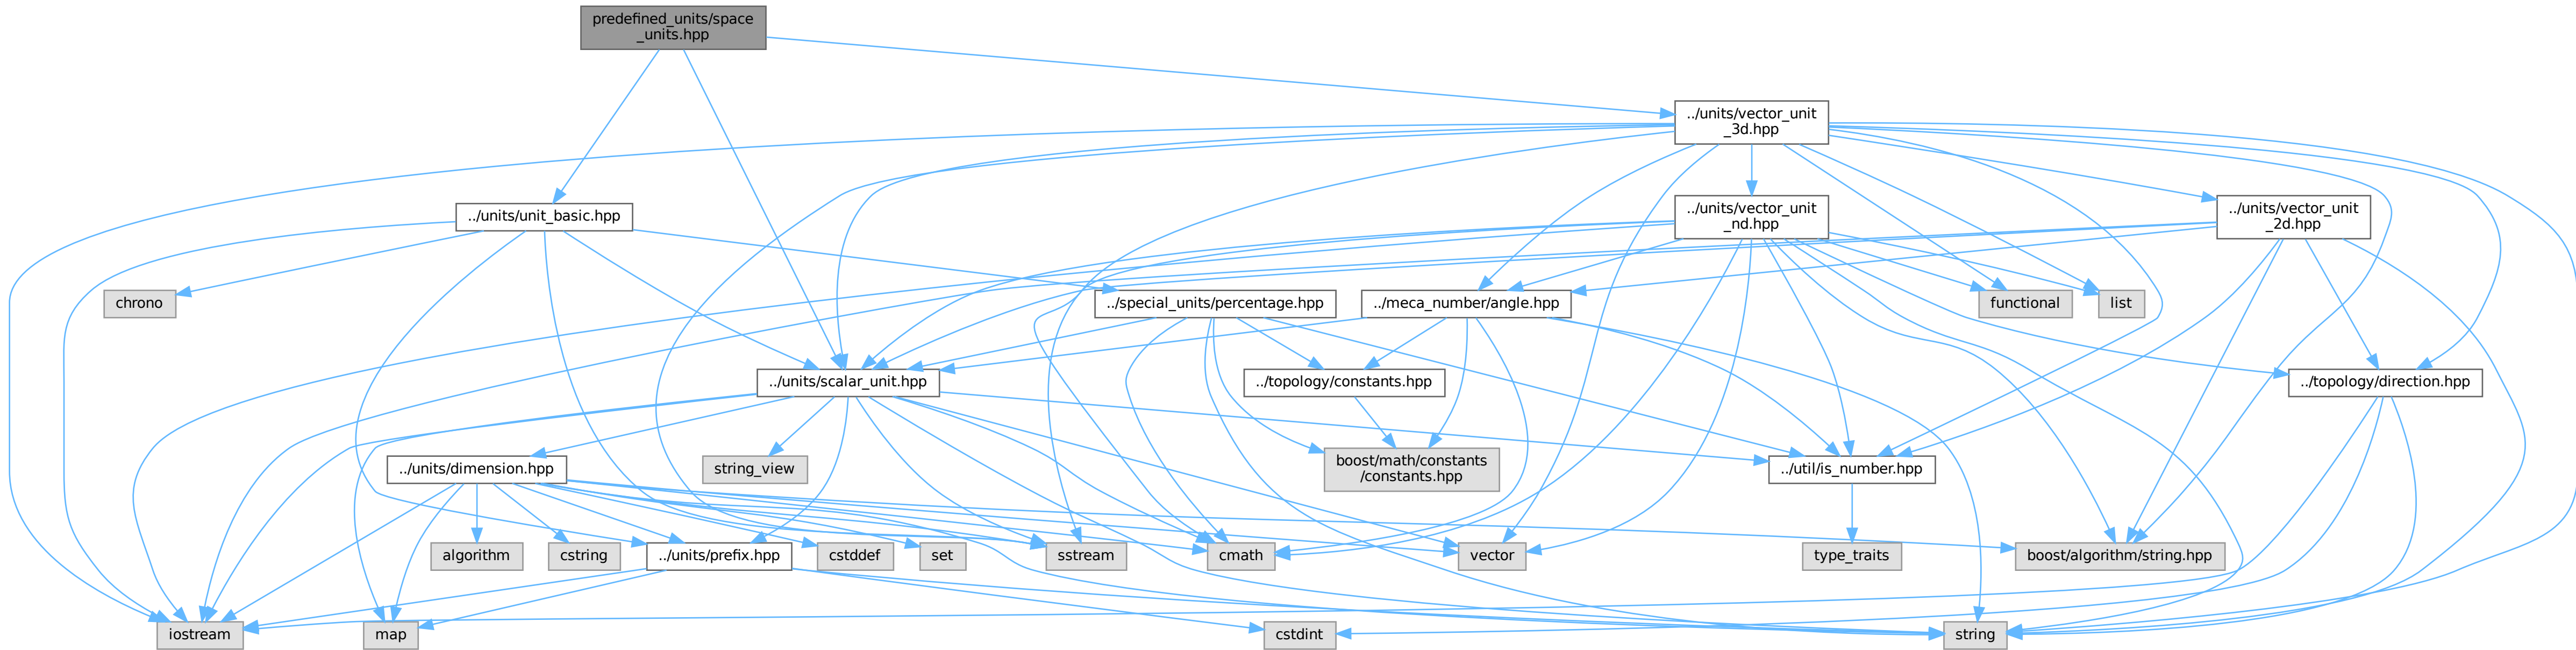 predefined_units/space
_units.hpp
../units/vector_unit
_3d.hpp
../units/unit_basic.hpp
../units/vector_unit
_nd.hpp
../units/vector_unit
_2d.hpp
chrono
../special_units/percentage.hpp
../meca_number/angle.hpp
functional
list
../units/scalar_unit.hpp
../topology/constants.hpp
../topology/direction.hpp
../units/dimension.hpp
string_view
boost/math/constants
/constants.hpp
../util/is_number.hpp
algorithm
cstring
../units/prefix.hpp
cstddef
set
sstream
cmath
vector
type_traits
boost/algorithm/string.hpp
iostream
map
cstdint
string